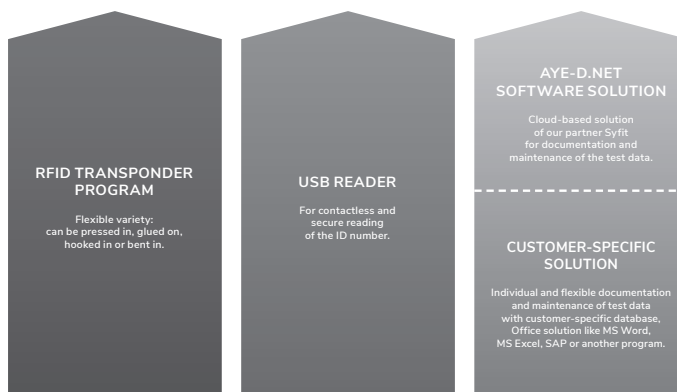 RFID TRANSPONDER
PROGRAM
Flexible variety:
can be pressed in, glued on,
hooked in or bent in.
USB READER
For contactless and
secure reading
of the ID number.
AYE-D.NET
SOFTWARE SOLUTION
Cloud-based solution
of our partner Syfit
for documentation and
maintenance of the test data.
CUSTOMER-SPECIFIC
SOLUTION
Individual and flexible documentation
and maintenance of test data
with customer-specific database,
Office solution like MS Word,
MS Excel, SAP or another program.